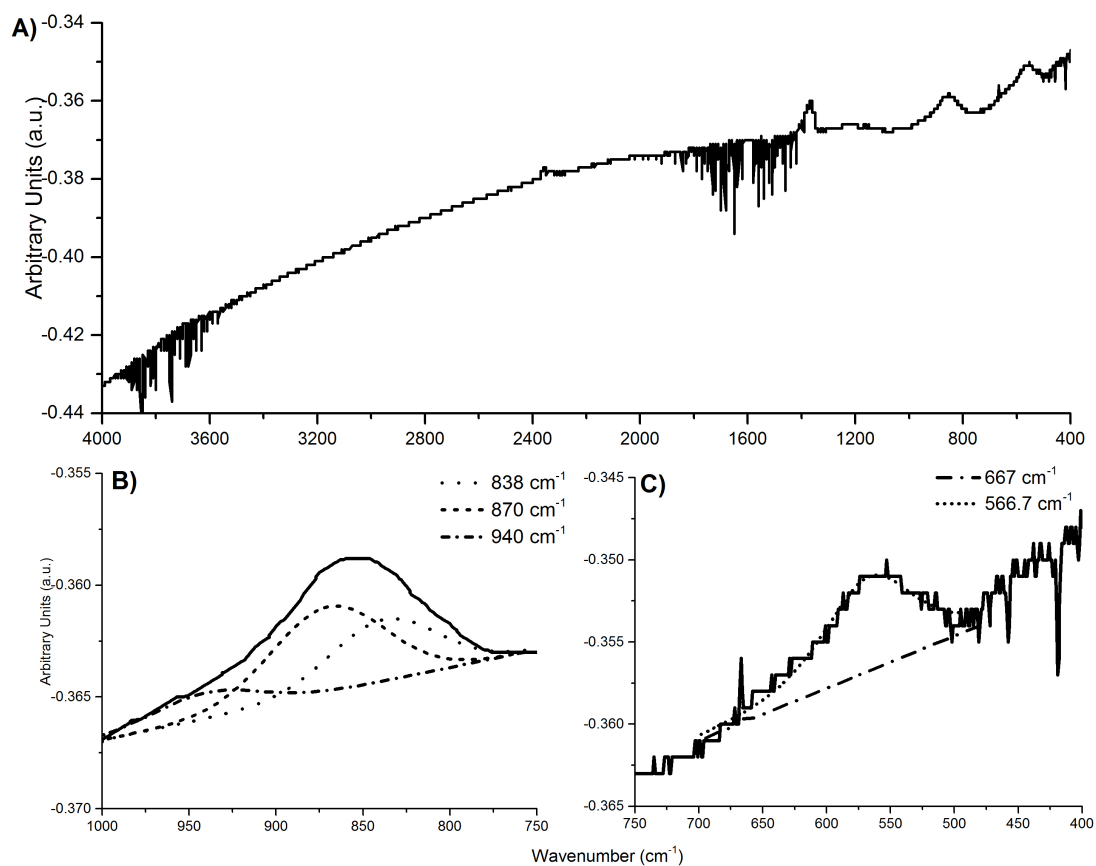 A)
Arbitrary Units (a.u.)
-0.34
-0.36
-0.38
-0.40
-0.42
-0.44
4000 3600 3200 2800 2400 2000 1600 1200 800 400
B)
838 cm-1
870 cm-1
940 cm-1
Arbitrary Units (a.u.)
-0.355
-0.360
-0.365
-0.370
1000 950 900 850 800 750
C)
667 cm-1
566.7 cm-1
-0.345
-0.350
-0.355
-0.360
-0.365
750 700 650 600 550 500 450 400
Wavenumber (cm-1)